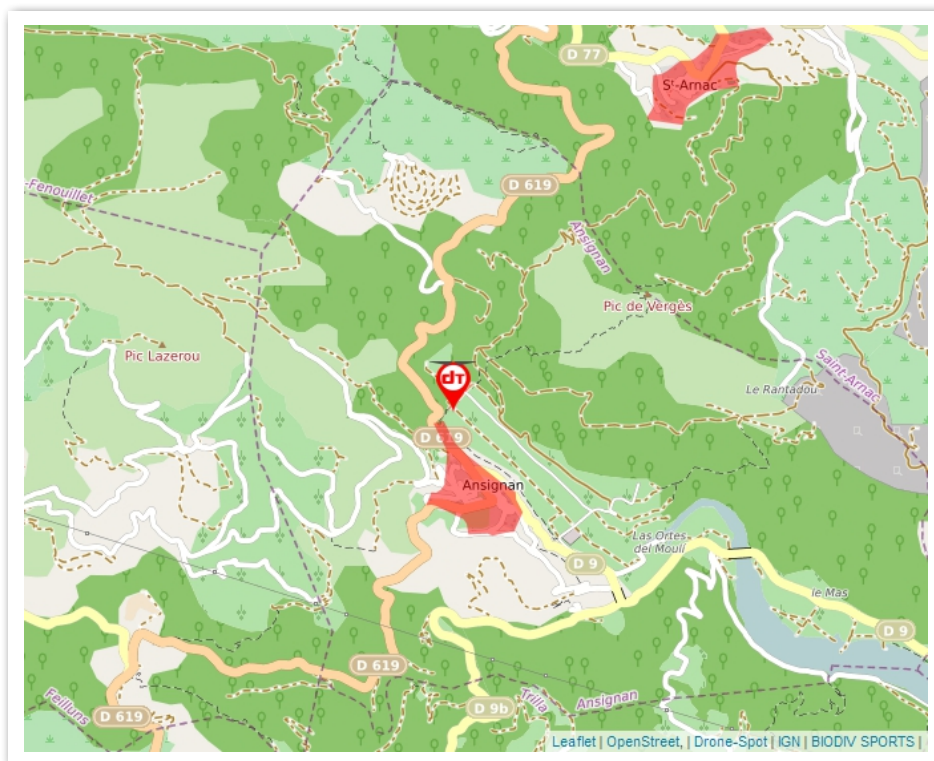 D 77
St-Arnac
-Fenouillet
D 619
Ansignan
Pic de Vergès
Pic Lazerou
Saint-Arnac
Le Rantadou
dT
D 619
Ansignan
Las Ortes
del Mouli
D 9
le Mas
D 9
D 619
Feilluns
D 619
Trilla
Ansignan
D 9b
Leaflet | OpenStreet, | Drone-Spot | IGN | BIODIV SPORTS |